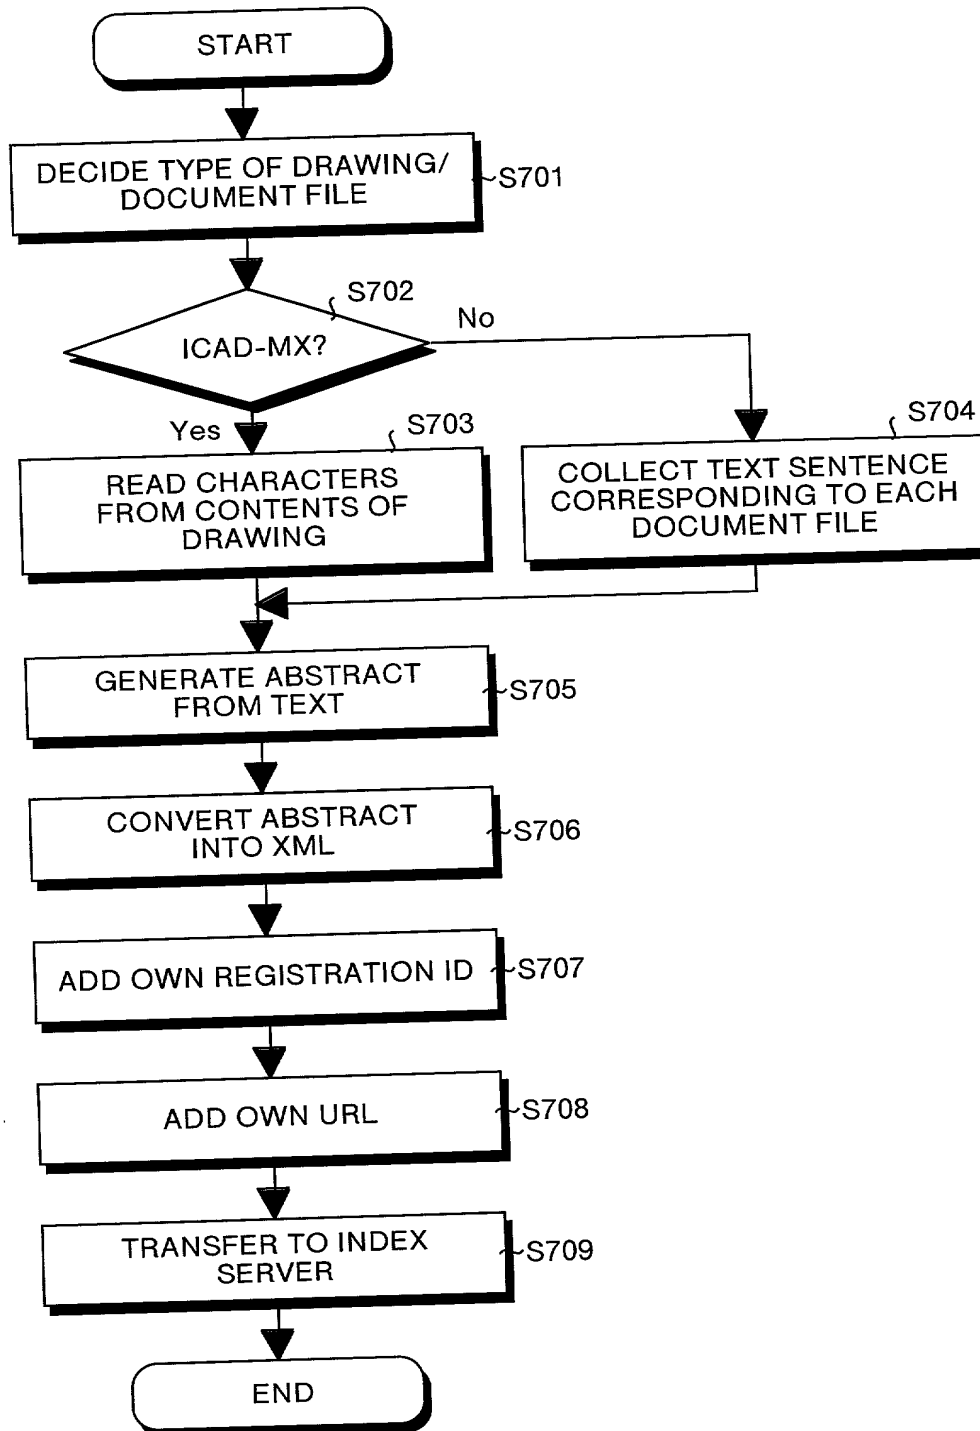 START
DECIDE TYPE OF DRAWING/
DOCUMENT FILE
S701
S702
ICAD-MX?
No
Yes
S703
READ CHARACTERS
FROM CONTENTS OF
DRAWING
S704
COLLECT TEXT SENTENCE
CORRESPONDING TO EACH
DOCUMENT FILE
GENERATE ABSTRACT
FROM TEXT
S705
CONVERT ABSTRACT
INTO XML
S706
ADD OWN REGISTRATION ID
S707
ADD OWN URL
S708
TRANSFER TO INDEX
SERVER
S709
END